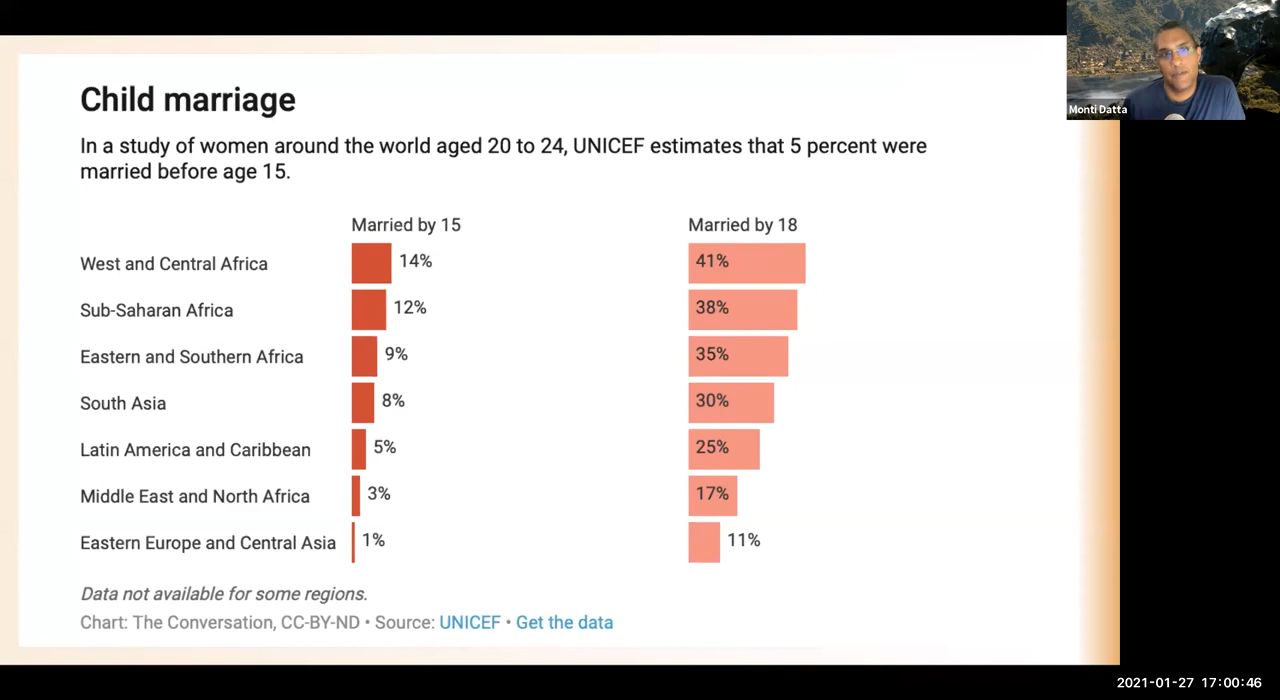 Child marriage
In a study of women around the world aged 20 to 24, UNICEF estimates that 5 percent were
married before age 15.
Married by 15 Married by 18
West and Central Africa 14% 41%
Sub-Saharan Africa 12% 38%
Eastern and Southern Africa 9% 35%
South Asia 8% 30%
Latin America and Caribbean 5% 25%
Middle East and North Africa 3% 17%
Eastern Europe and Central Asia 1% 11%
Data not available for some regions.
Chart: The Conversation, CC-BY-ND • Source: UNICEF • Get the data
Monti Datta
2021-01-27 17:00:46